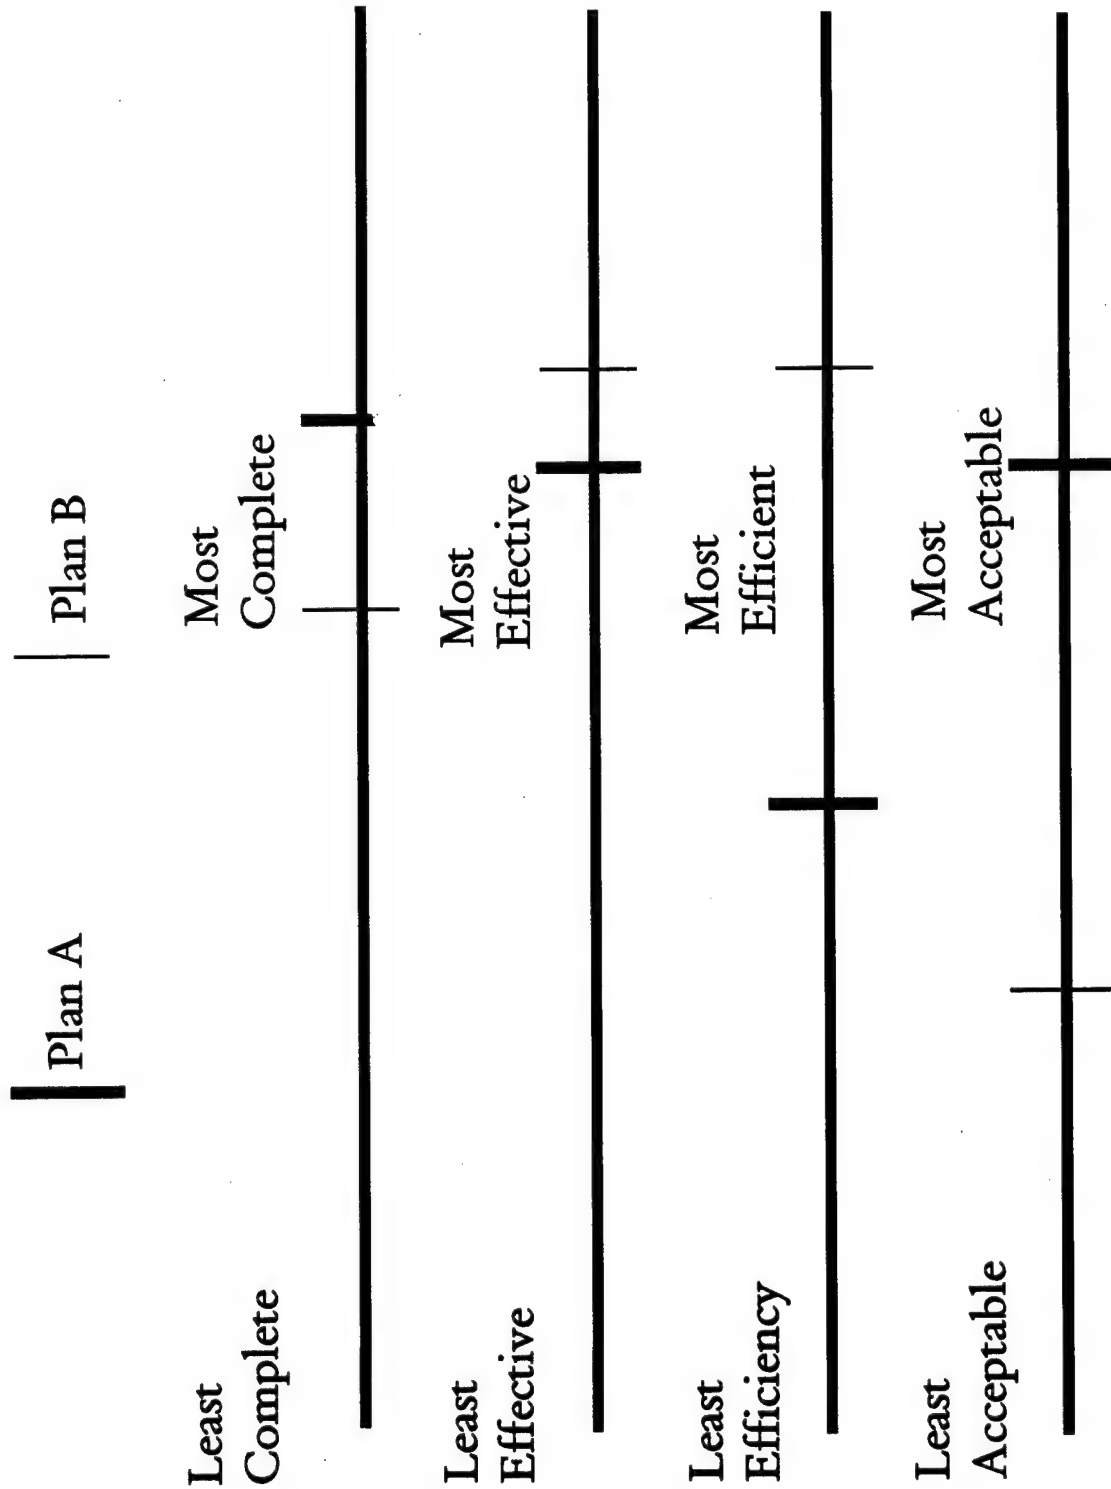 Plan A
Plan B
Least
Complete
Most
Complete
Least
Effective
Most
Effective
Least
Efficiency
Most
Efficient
Least
Acceptable
Most
Acceptable